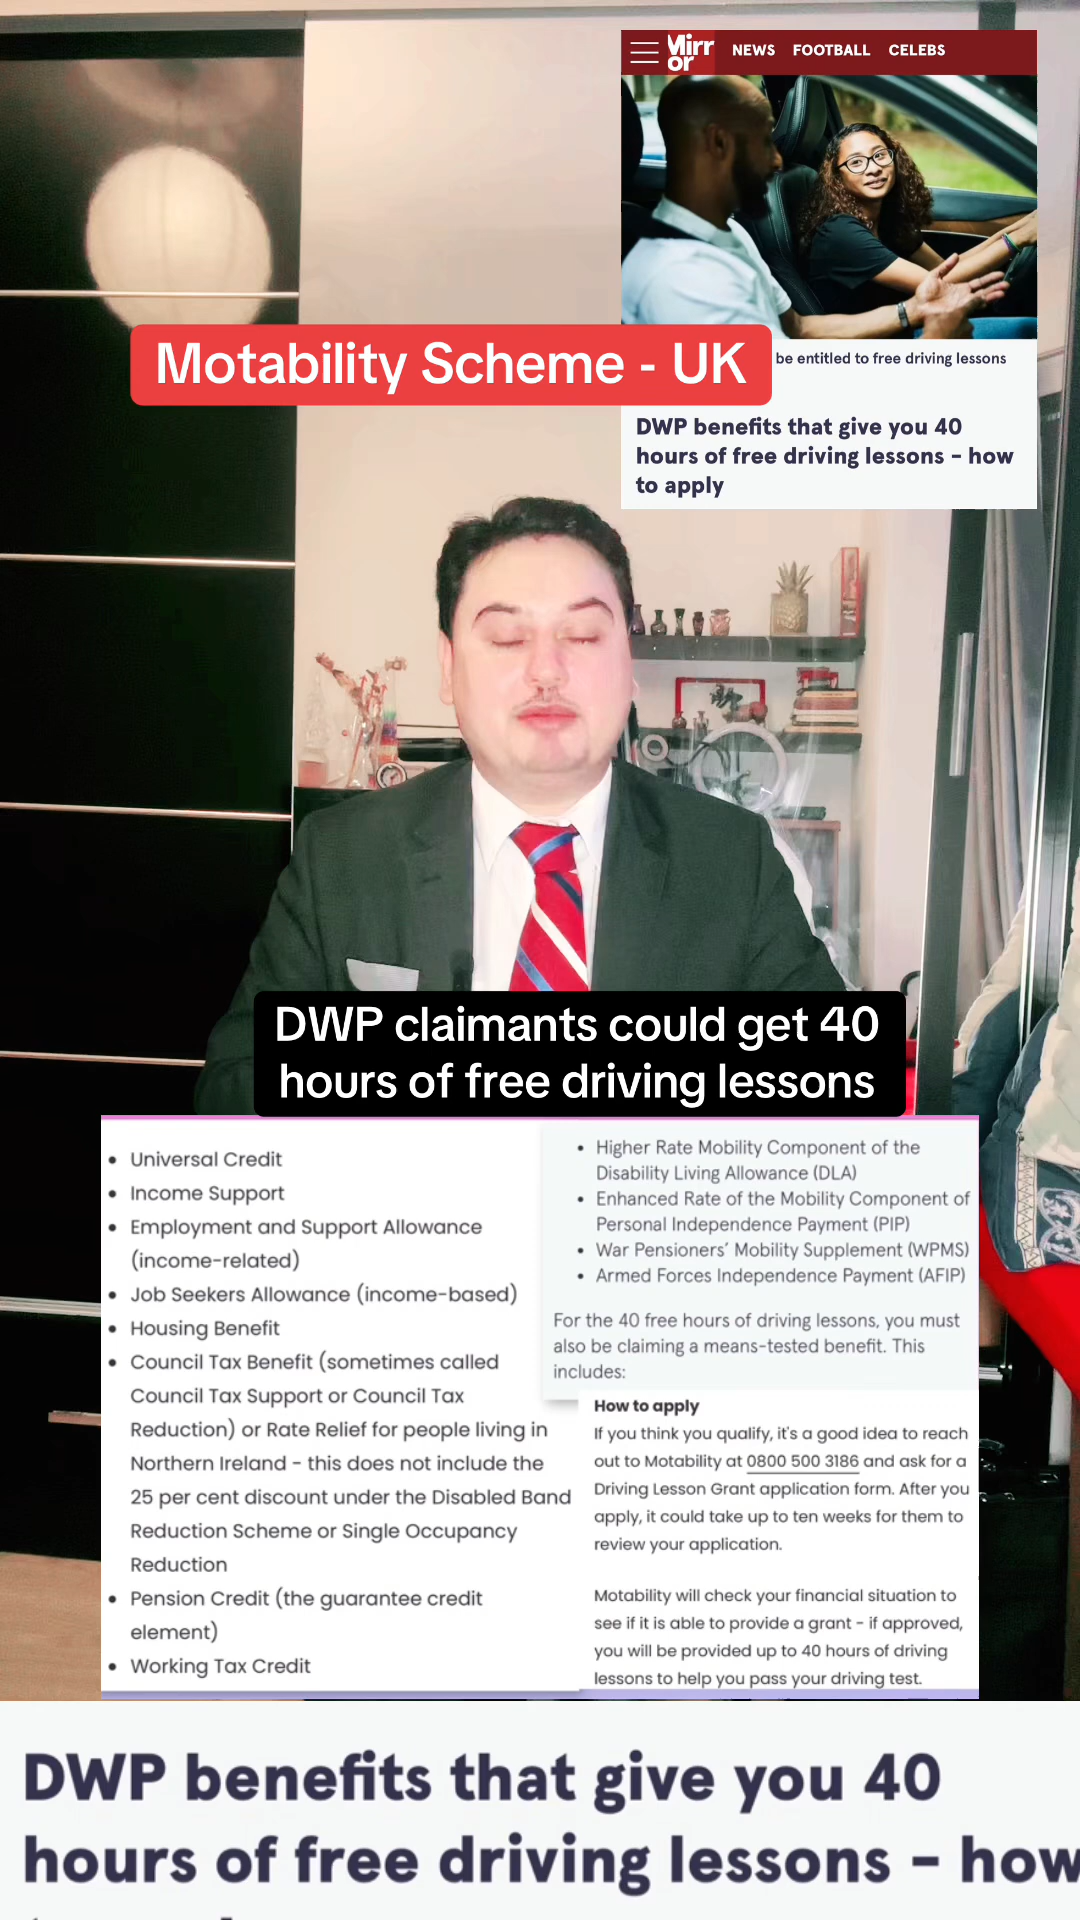 Mirr
or
NEWS FOOTBALL CELEBS
Motability Scheme - UK
be entitled to free driving lessons
DWP benefits that give you 40
hours of free driving lessons – how
to apply
DWP claimants could get 40
hours of free driving lessons
• Universal Credit
• Income Support
• Employment and Support Allowance
(income-related)
• Job Seekers Allowance (income-based)
• Housing Benefit
• Council Tax Benefit (sometimes called
Council Tax Support or Council Tax
Reduction) or Rate Relief for people living in
Northern Ireland - this does not include the
25 per cent discount under the Disabled Band
Reduction Scheme or Single Occupancy
Reduction
• Pension Credit (the guarantee credit
element)
• Working Tax Credit
• Higher Rate Mobility Component of the
Disability Living Allowance (DLA)
• Enhanced Rate of the Mobility Component of
Personal Independence Payment (PIP)
• War Pensioners’ Mobility Supplement (WPMS)
• Armed Forces Independence Payment (AFIP)
For the 40 free hours of driving lessons, you must
also be claiming a means-tested benefit. This
includes:
How to apply
If you think you qualify, it's a good idea to reach
out to Motability at 0800 500 3186 and ask for a
Driving Lesson Grant application form. After you
apply, it could take up to ten weeks for them to
review your application.
Motability will check your financial situation to
see if it is able to provide a grant - if approved,
you will be provided up to 40 hours of driving
lessons to help you pass your driving test.
DWP benefits that give you 40
hours of free driving lessons – how